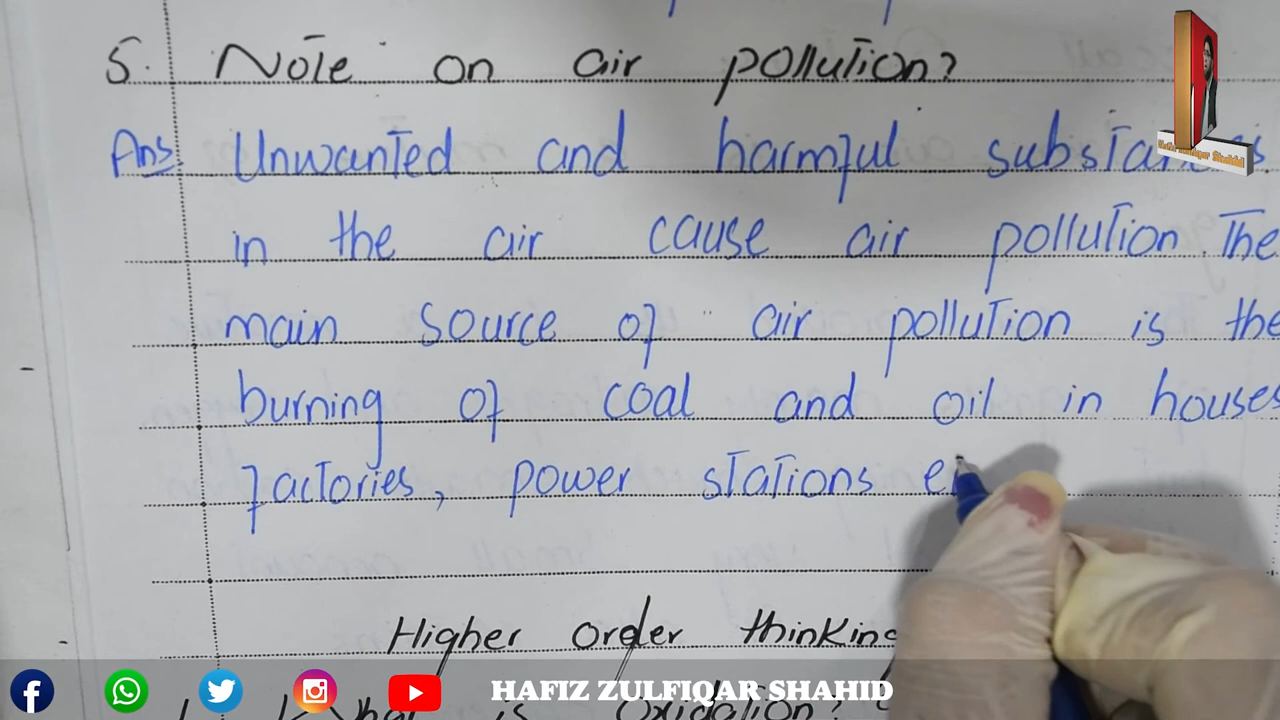 5. Note on air pollution?
Ans. Unwanted and harmful
in the air cause air pollution. The
main source of air pollution is the
burning of coal and oil in houses
factories, power stations
Higher order thinking
1. What is oxidation?
HAFIZ ZULFIQAR SHAHID